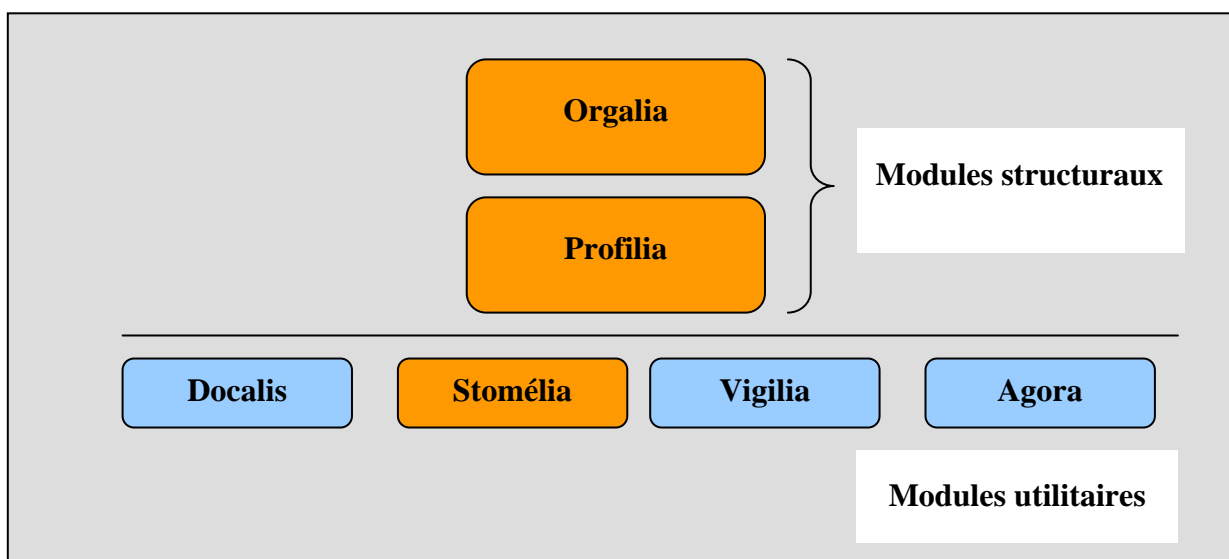 Orgalia
Modules structuraux
Profilia
Docalis
Stomélia
Vigilia
Agora
Modules utilitaires